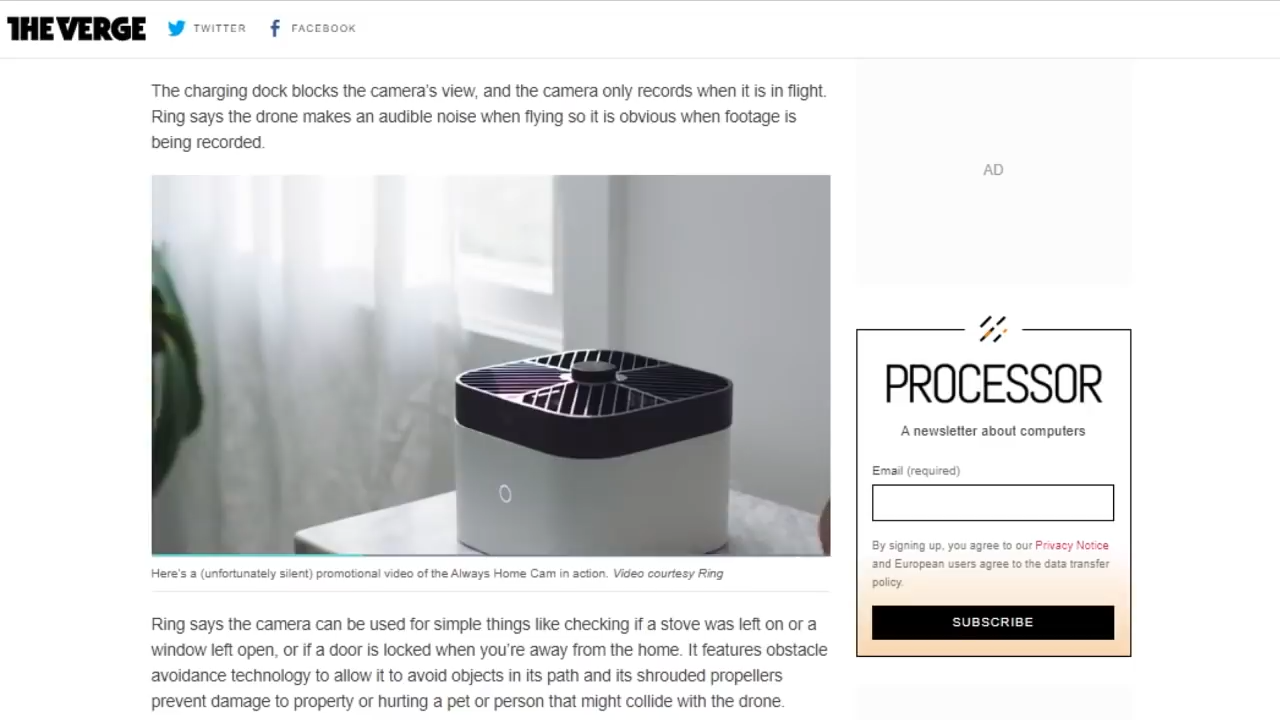 THE VERGE
TWITTER
FACEBOOK
The charging dock blocks the camera's view, and the camera only records when it is in flight.
Ring says the drone makes an audible noise when flying so it is obvious when footage is
being recorded.
Here's a (unfortunately silent) promotional video of the Always Home Cam in action. Video courtesy Ring
Ring says the camera can be used for simple things like checking if a stove was left on or a
window left open, or if a door is locked when you're away from the home. It features obstacle
avoidance technology to allow it to avoid objects in its path and its shrouded propellers
prevent damage to property or hurting a pet or person that might collide with the drone.
AD
PROCESSOR
A newsletter about computers
Email (required)
By signing up, you agree to our Privacy Notice
and European users agree to the data transfer
policy.
SUBSCRIBE